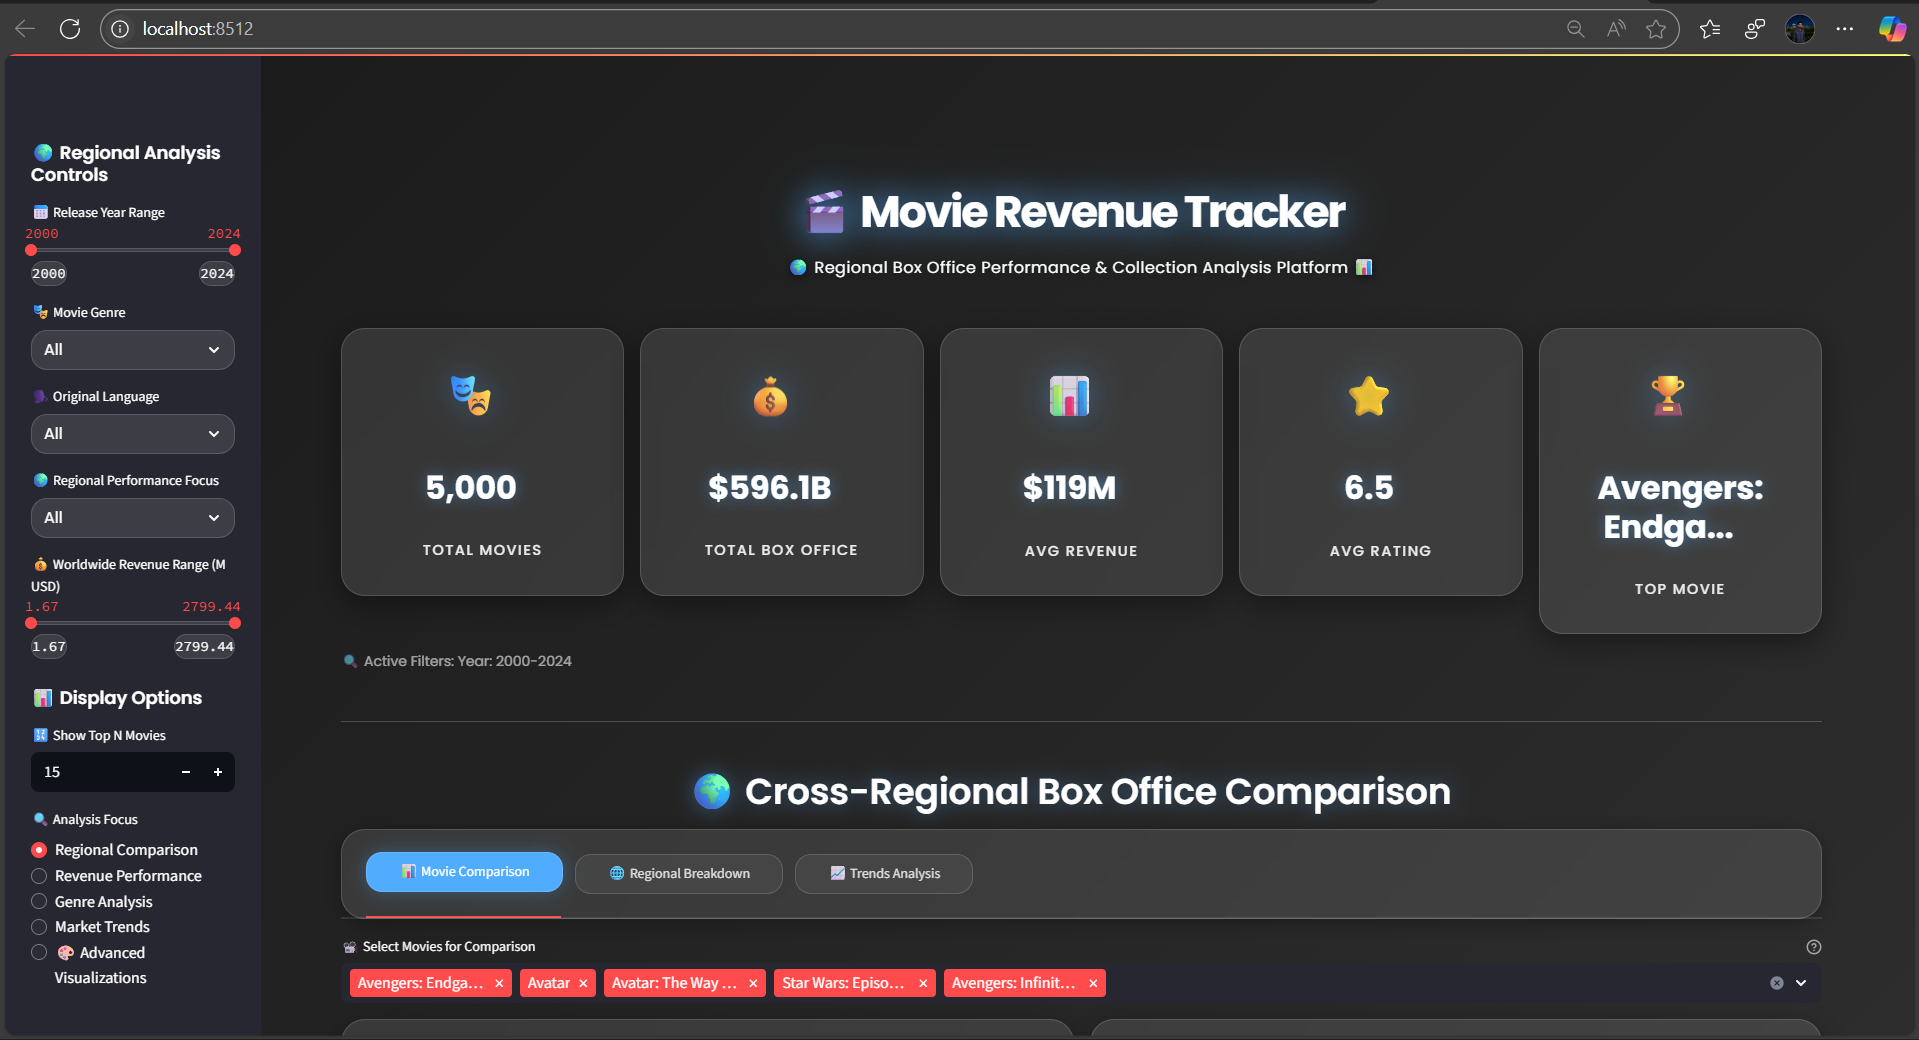 localhost:8512
Regional Analysis
Controls
Release Year Range
2000 2024
2000 2024
Movie Genre
All
Original Language
All
Regional Performance Focus
All
Worldwide Revenue Range (M
USD)
1.67 2799.44
1.67 2799.44
Display Options
Show Top N Movies
15 − +
Analysis Focus
Regional Comparison
Revenue Performance
Genre Analysis
Market Trends
Advanced
Visualizations
Movie Revenue Tracker
Regional Box Office Performance & Collection Analysis Platform
5,000
TOTAL MOVIES
$596.1B
TOTAL BOX OFFICE
$119M
AVG REVENUE
6.5
AVG RATING
Avengers:
Endga...
TOP MOVIE
Active Filters: Year: 2000-2024
Cross-Regional Box Office Comparison
Movie Comparison
Regional Breakdown
Trends Analysis
Select Movies for Comparison
Avengers: Endga... ×
Avatar ×
Avatar: The Way ... ×
Star Wars: Episo... ×
Avengers: Infinit... ×